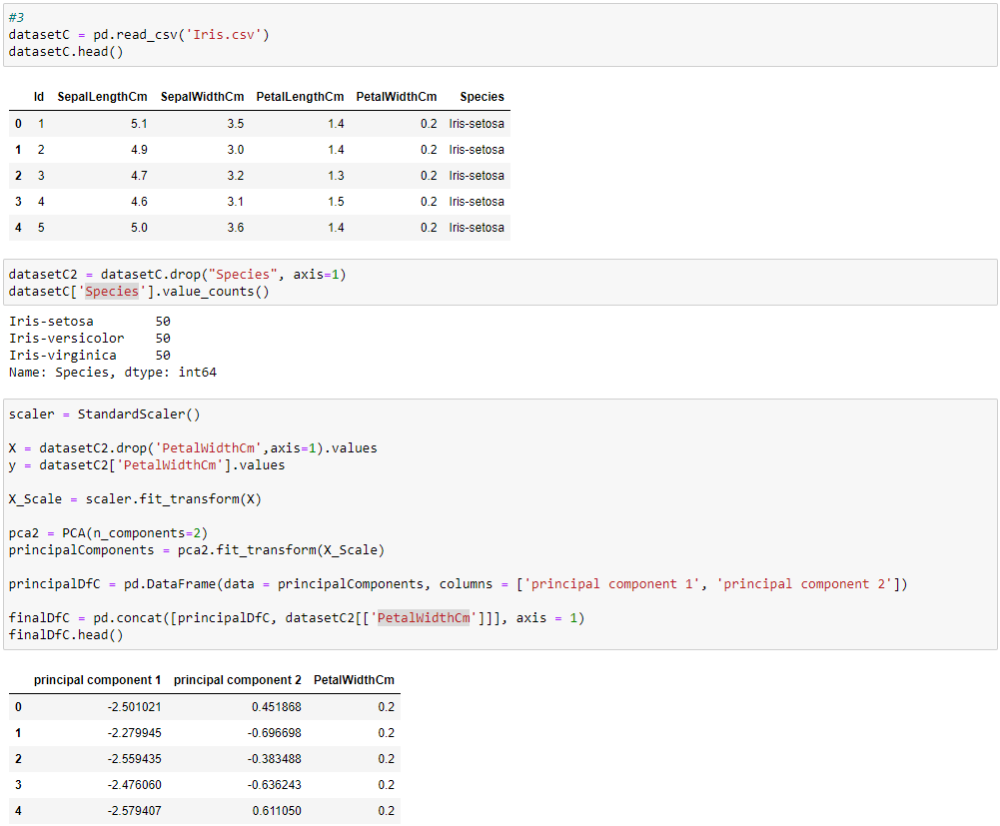 #3
datasetC = pd.read_csv('Iris.csv')
datasetC.head()
Id SepalLengthCm SepalWidthCm PetalLengthCm PetalWidthCm Species
0 1 5.1 3.5 1.4 0.2 Iris-setosa
1 2 4.9 3.0 1.4 0.2 Iris-setosa
2 3 4.7 3.2 1.3 0.2 Iris-setosa
3 4 4.6 3.1 1.5 0.2 Iris-setosa
4 5 5.0 3.6 1.4 0.2 Iris-setosa
datasetC2 = datasetC.drop("Species", axis=1)
datasetC['Species'].value_counts()
Iris-setosa 50
Iris-versicolor 50
Iris-virginica 50
Name: Species, dtype: int64
scaler = StandardScaler()
X = datasetC2.drop('PetalWidthCm',axis=1).values
y = datasetC2['PetalWidthCm'].values
X_Scale = scaler.fit_transform(X)
pca2 = PCA(n_components=2)
principalComponents = pca2.fit_transform(X_Scale)
principalDfC = pd.DataFrame(data = principalComponents, columns = ['principal component 1', 'principal component 2'])
finalDfC = pd.concat([principalDfC, datasetC2[['PetalWidthCm']]], axis = 1)
finalDfC.head()
principal component 1 principal component 2 PetalWidthCm
0 -2.501021 0.451868 0.2
1 -2.279945 -0.696698 0.2
2 -2.559435 -0.383488 0.2
3 -2.476060 -0.636243 0.2
4 -2.579407 0.611050 0.2